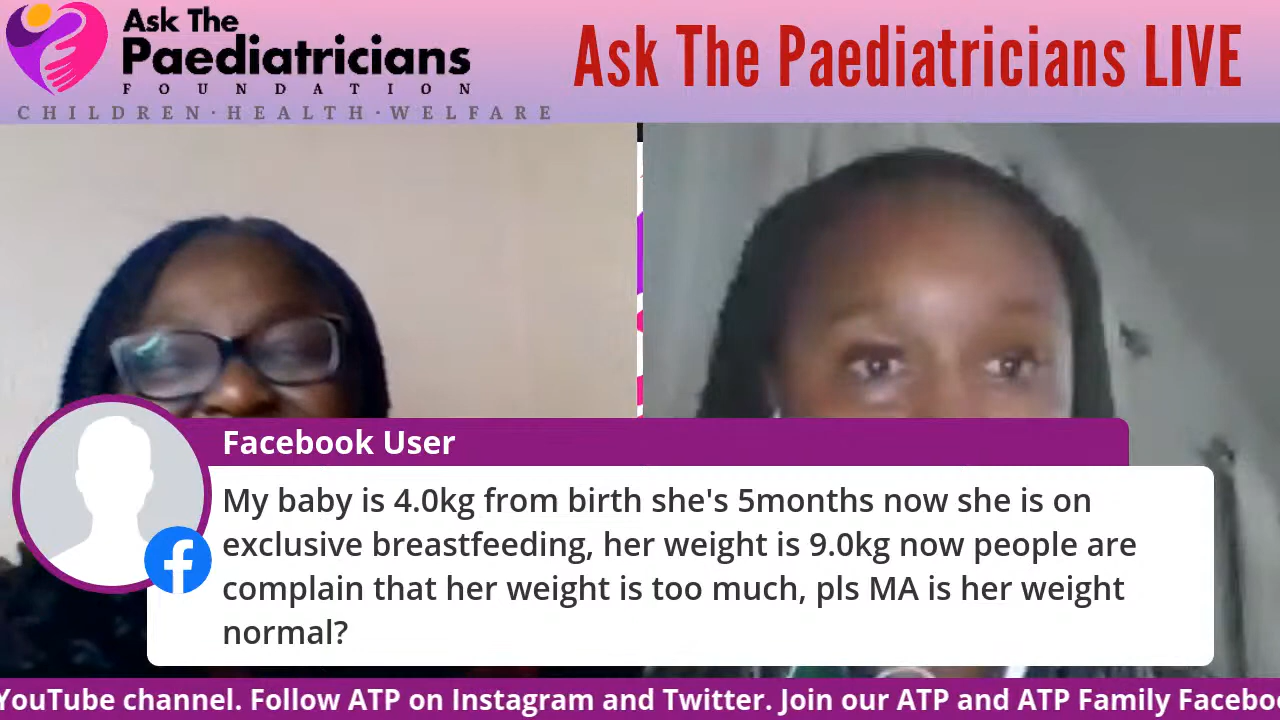 Ask The
Paediatricians
FOUNDATION
CHILDREN·HEALTH·WELFARE
Ask The Paediatricians LIVE
Facebook User
My baby is 4.0kg from birth she's 5months now she is on
exclusive breastfeeding, her weight is 9.0kg now people are
complain that her weight is too much, pls MA is her weight
normal?
YouTube channel. Follow ATP on Instagram and Twitter. Join our ATP and ATP Family Facebo